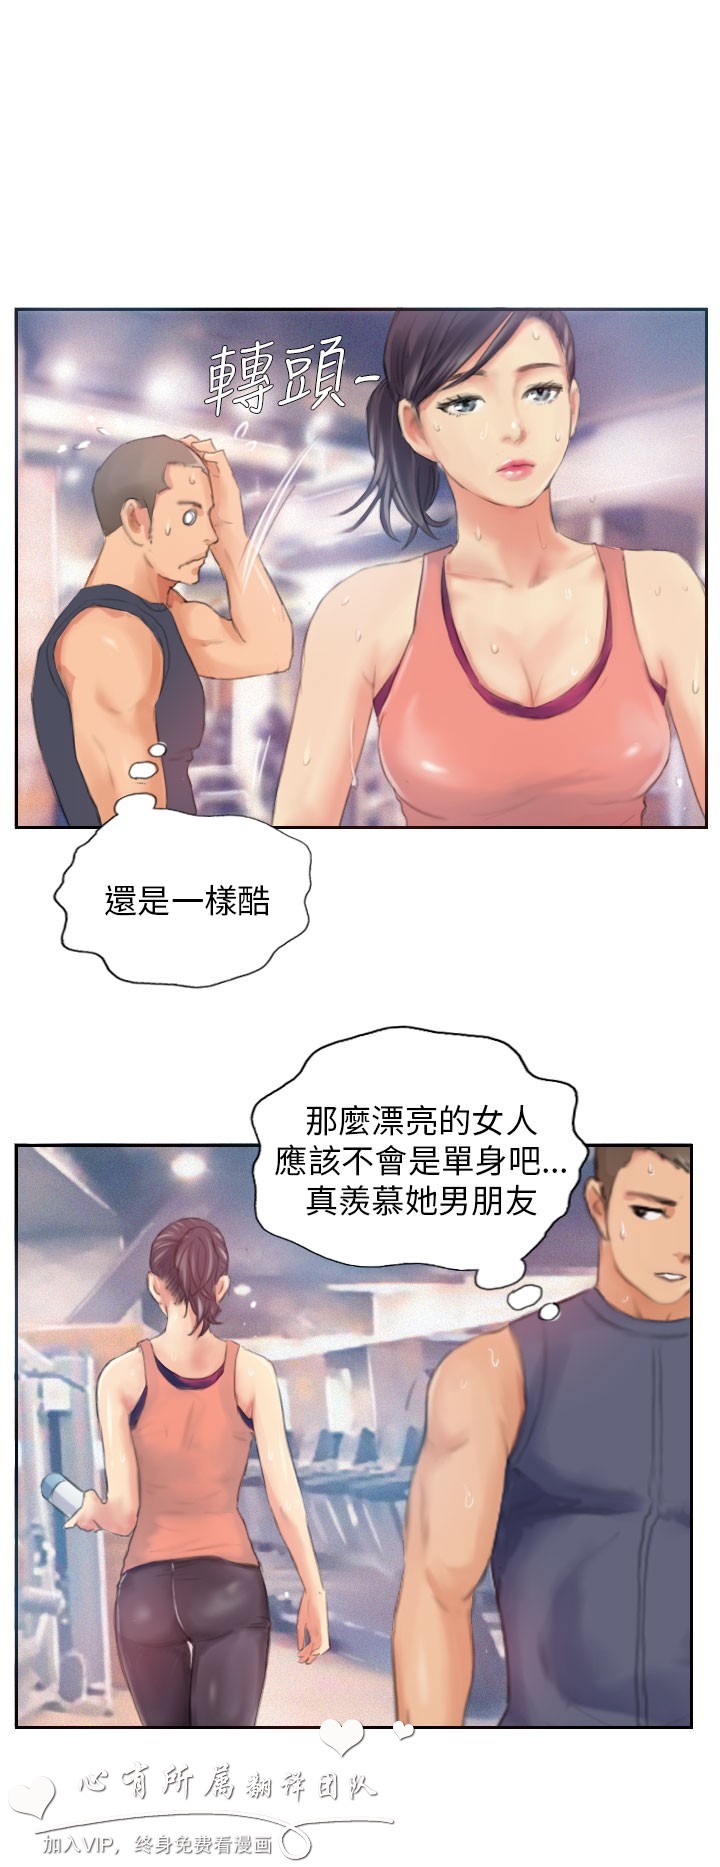 轉頭-
還是一樣酷
那麼漂亮的女人
應該不會是單身吧...
真羨慕她男朋友
心有所属翻译团队
加入VIP，终身免费看漫画